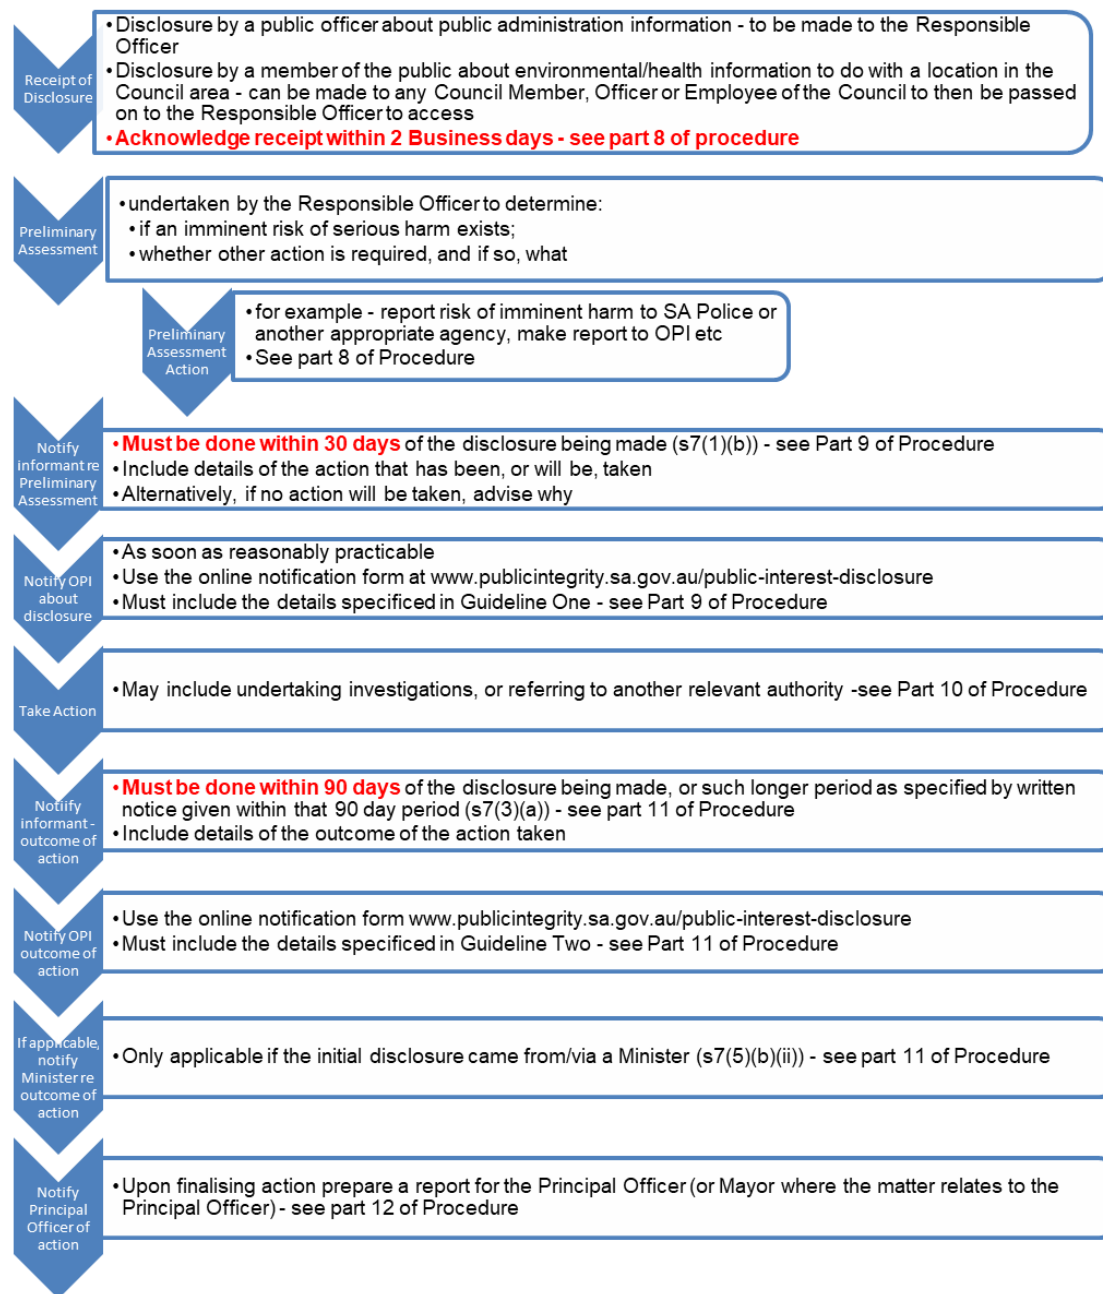 Receipt of
Disclosure
•Disclosure by a public officer about public administration information - to be made to the Responsible
Officer
•Disclosure by a member of the public about environmental/health information to do with a location in the
Council area - can be made to any Council Member, Officer or Employee of the Council to then be passed
on to the Responsible Officer to access
•Acknowledge receipt within 2 Business days - see part 8 of procedure
Preliminary
Assessment
•undertaken by the Responsible Officer to determine:
•if an imminent risk of serious harm exists;
•whether other action is required, and if so, what
Preliminary
Assessment
Action
•for example - report risk of imminent harm to SA Police or
another appropriate agency, make report to OPI etc
•See part 8 of Procedure
Notify
informant re
Preliminary
Assessment
•Must be done within 30 days of the disclosure being made (s7(1)(b)) - see Part 9 of Procedure
•Include details of the action that has been, or will be, taken
•Alternatively, if no action will be taken, advise why
Notify OPI
about
disclosure
•As soon as reasonably practicable
•Use the online notification form at www.publicintegrity.sa.gov.au/public-interest-disclosure
•Must include the details specificed in Guideline One - see Part 9 of Procedure
Take Action
•May include undertaking investigations, or referring to another relevant authority -see Part 10 of Procedure
Notiify
informant -
outcome of
action
•Must be done within 90 days of the disclosure being made, or such longer period as specified by written
notice given within that 90 day period (s7(3)(a)) - see part 11 of Procedure
•Include details of the outcome of the action taken
Notify OPI
outcome of
action
•Use the online notification form www.publicintegrity.sa.gov.au/public-interest-disclosure
•Must include the details specificed in Guideline Two - see Part 11 of Procedure
If applicable,
notify
Minister re
outcome of
action
•Only applicable if the initial disclosure came from/via a Minister (s7(5)(b)(ii)) - see part 11 of Procedure
Notify
Principal
Officer of
action
•Upon finalising action prepare a report for the Principal Officer (or Mayor where the matter relates to the
Principal Officer) - see part 12 of Procedure